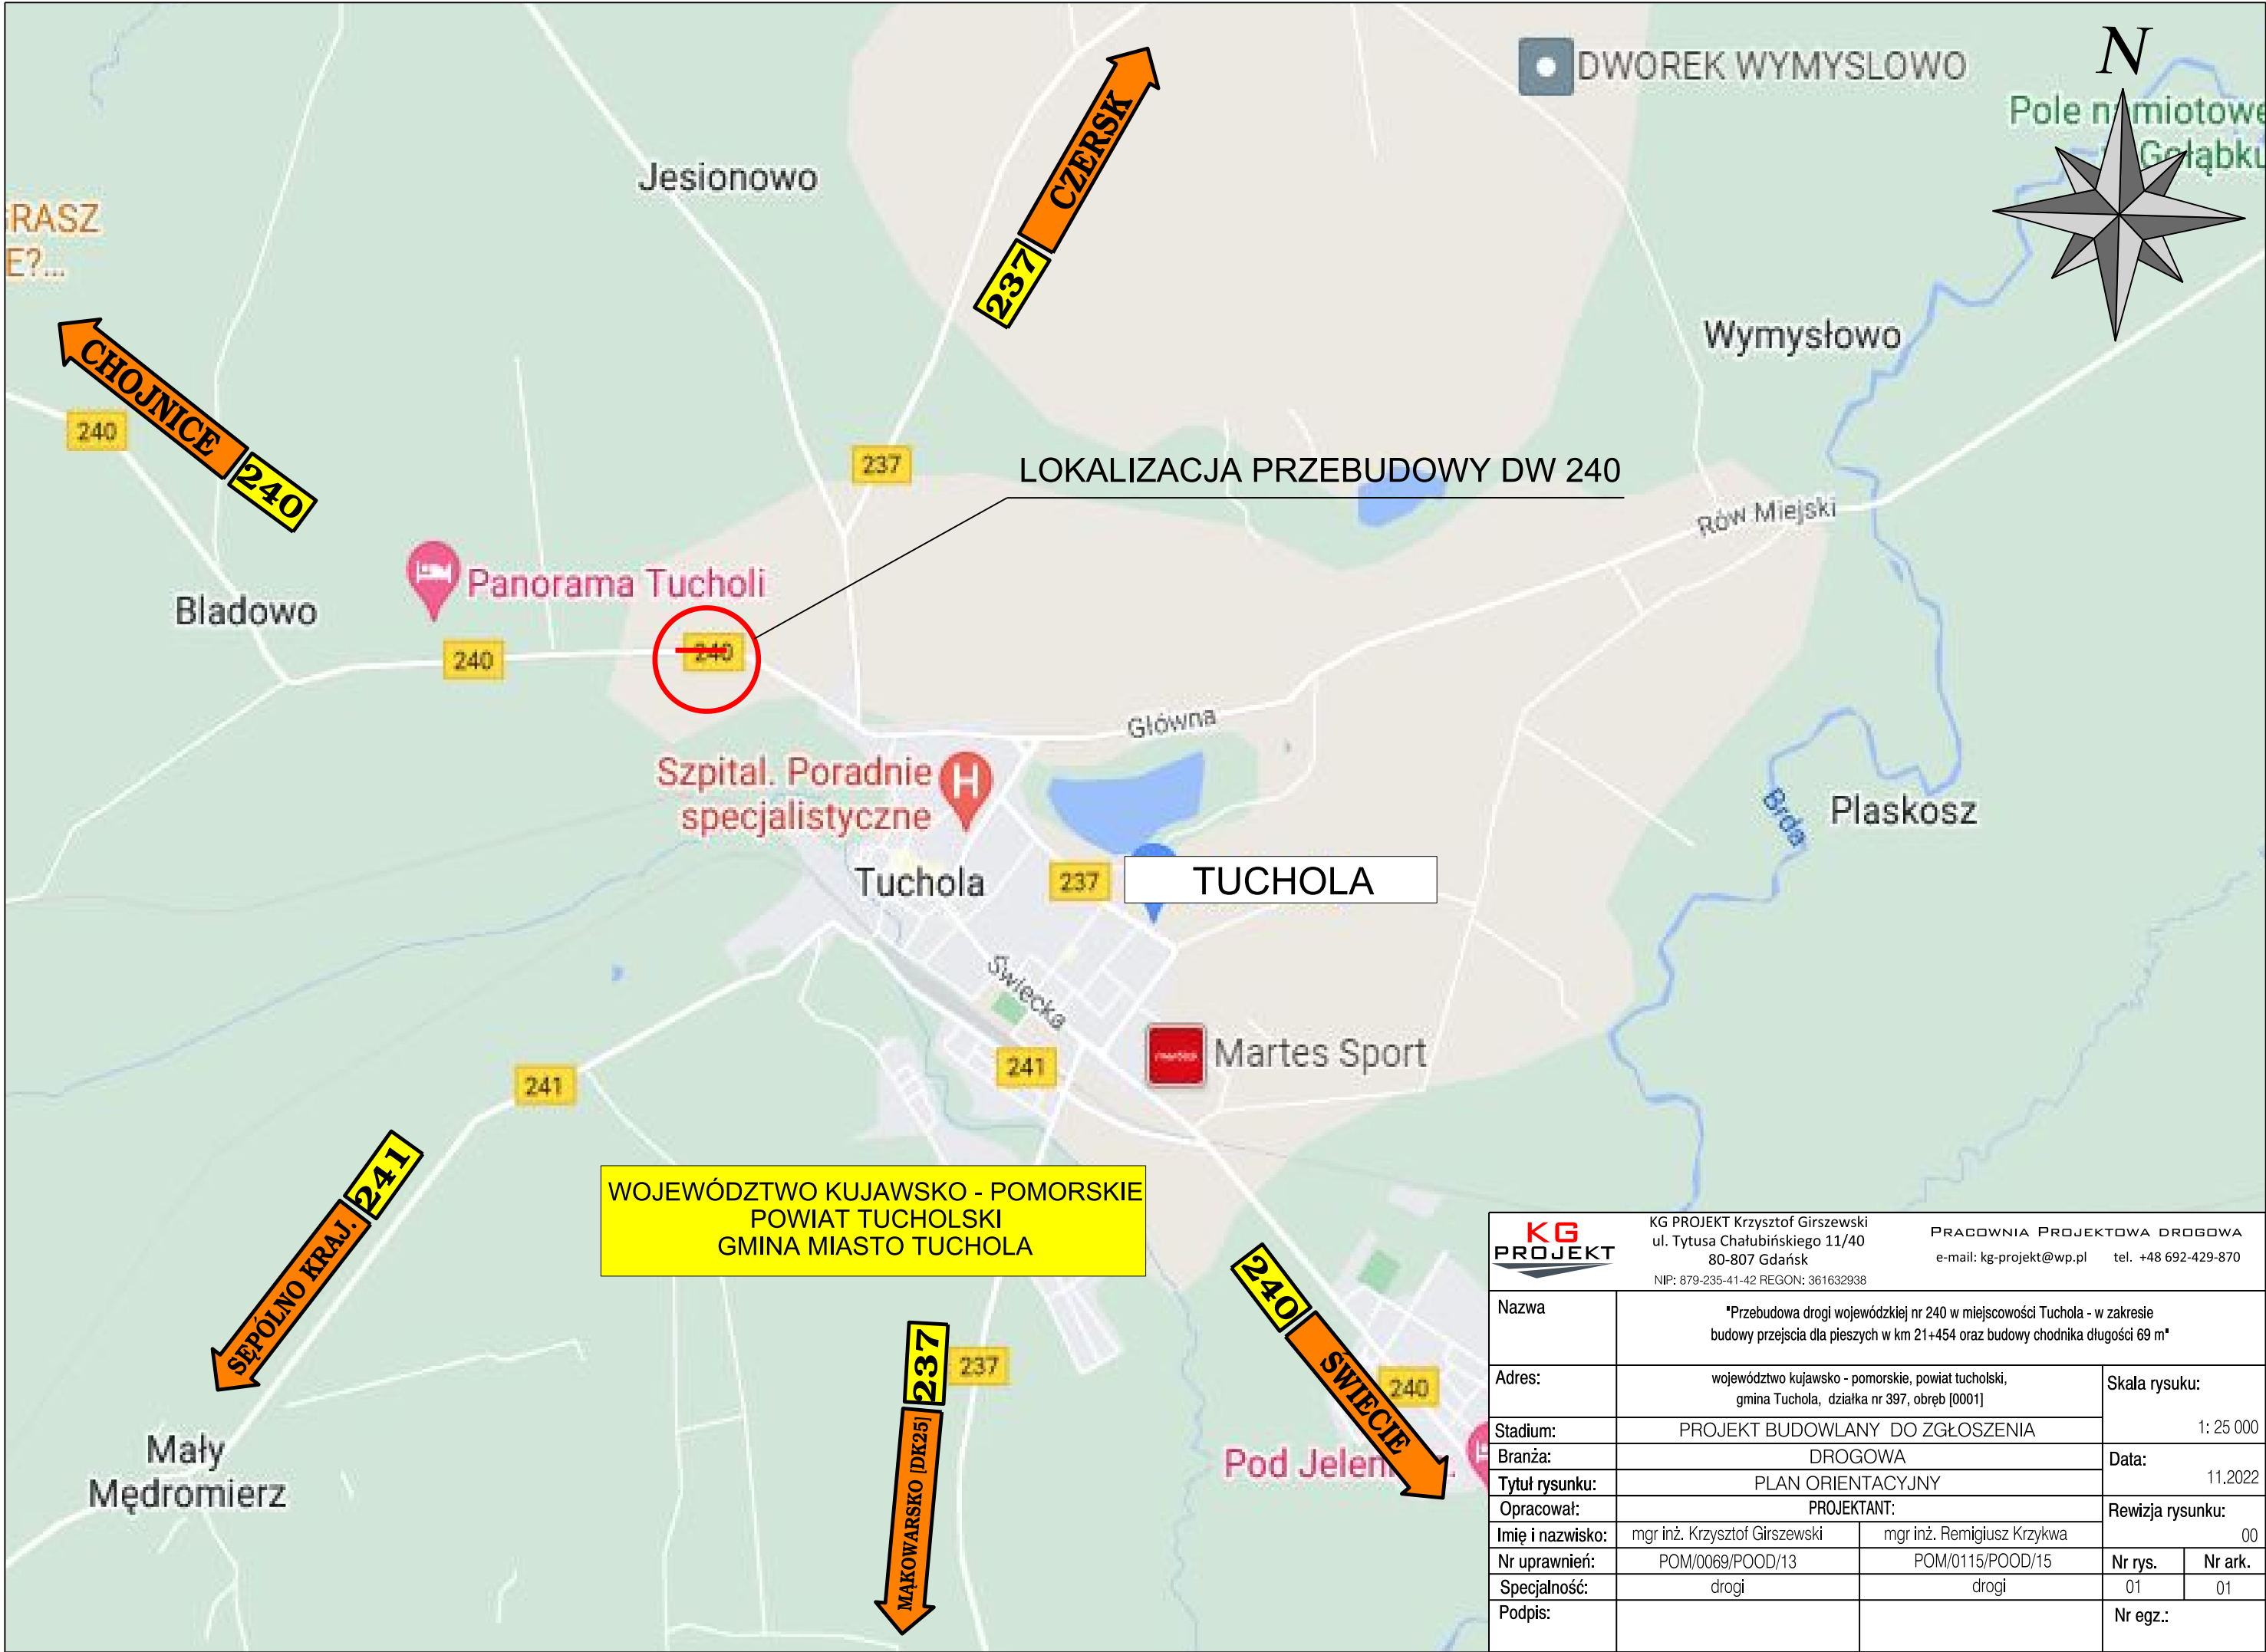 DWOREK WYMYSLOWO
N
Jesionowo
CZERSK
237
RASZ
E?...
CHOJNICE
240
240
Wymysłowo
237
LOKALIZACJA PRZEBUDOWY DW 240
Rów Miejski
Panorama Tucholi
Bladowo
240
240
Główna
Szpital. Poradnie
specjalistyczne
H
Brda
Plaskosz
Tuchola
237
TUCHOLA
Świecka
Martes Sport
241
241
241
SĘPÓLNO KRAJ.
WOJEWÓDZTWO KUJAWSKO - POMORSKIE
POWIAT TUCHOLSKI
GMINA MIASTO TUCHOLA
237
MĄKOWARSKO [DK25]
237
240
ŚWIECIE
240
Mały
Mędromierz
Pod
KG
PROJEKT
KG PROJEKT Krzysztof Girszewski
ul. Tytusa Chałubińskiego 11/40
80-807 Gdańsk
NIP: 879-235-41-42 REGON: 361632938
PRACOWNIA PROJEKTOWA DROGOWA
e-mail: kg-projekt@wp.pl tel. +48 692-429-870
Nazwa
"Przebudowa drogi wojewódzkiej nr 240 w miejscowości Tuchola - w zakresie
budowy przejscia dla pieszych w km 21+454 oraz budowy chodnika długości 69 m"
Adres:
województwo kujawsko - pomorskie, powiat tucholski,
gmina Tuchola, działka nr 397, obręb [0001]
Skala rysuku:
1: 25 000
Stadium:
PROJEKT BUDOWLANY DO ZGŁOSZENIA
Branża:
DROGOWA
Data:
11.2022
Tytuł rysunku:
PLAN ORIENTACYJNY
Opracował:
PROJEKTANT:
Rewizja rysunku:
00
Imię i nazwisko:
mgr inż. Krzysztof Girszewski
mgr inż. Remigiusz Krzykwa
Nr uprawnień:
POM/0069/POOD/13
POM/0115/POOD/15
Nr rys.
Nr ark.
Specjalność:
drogi
drogi
01
01
Podpis:
Nr egz.:
Pole